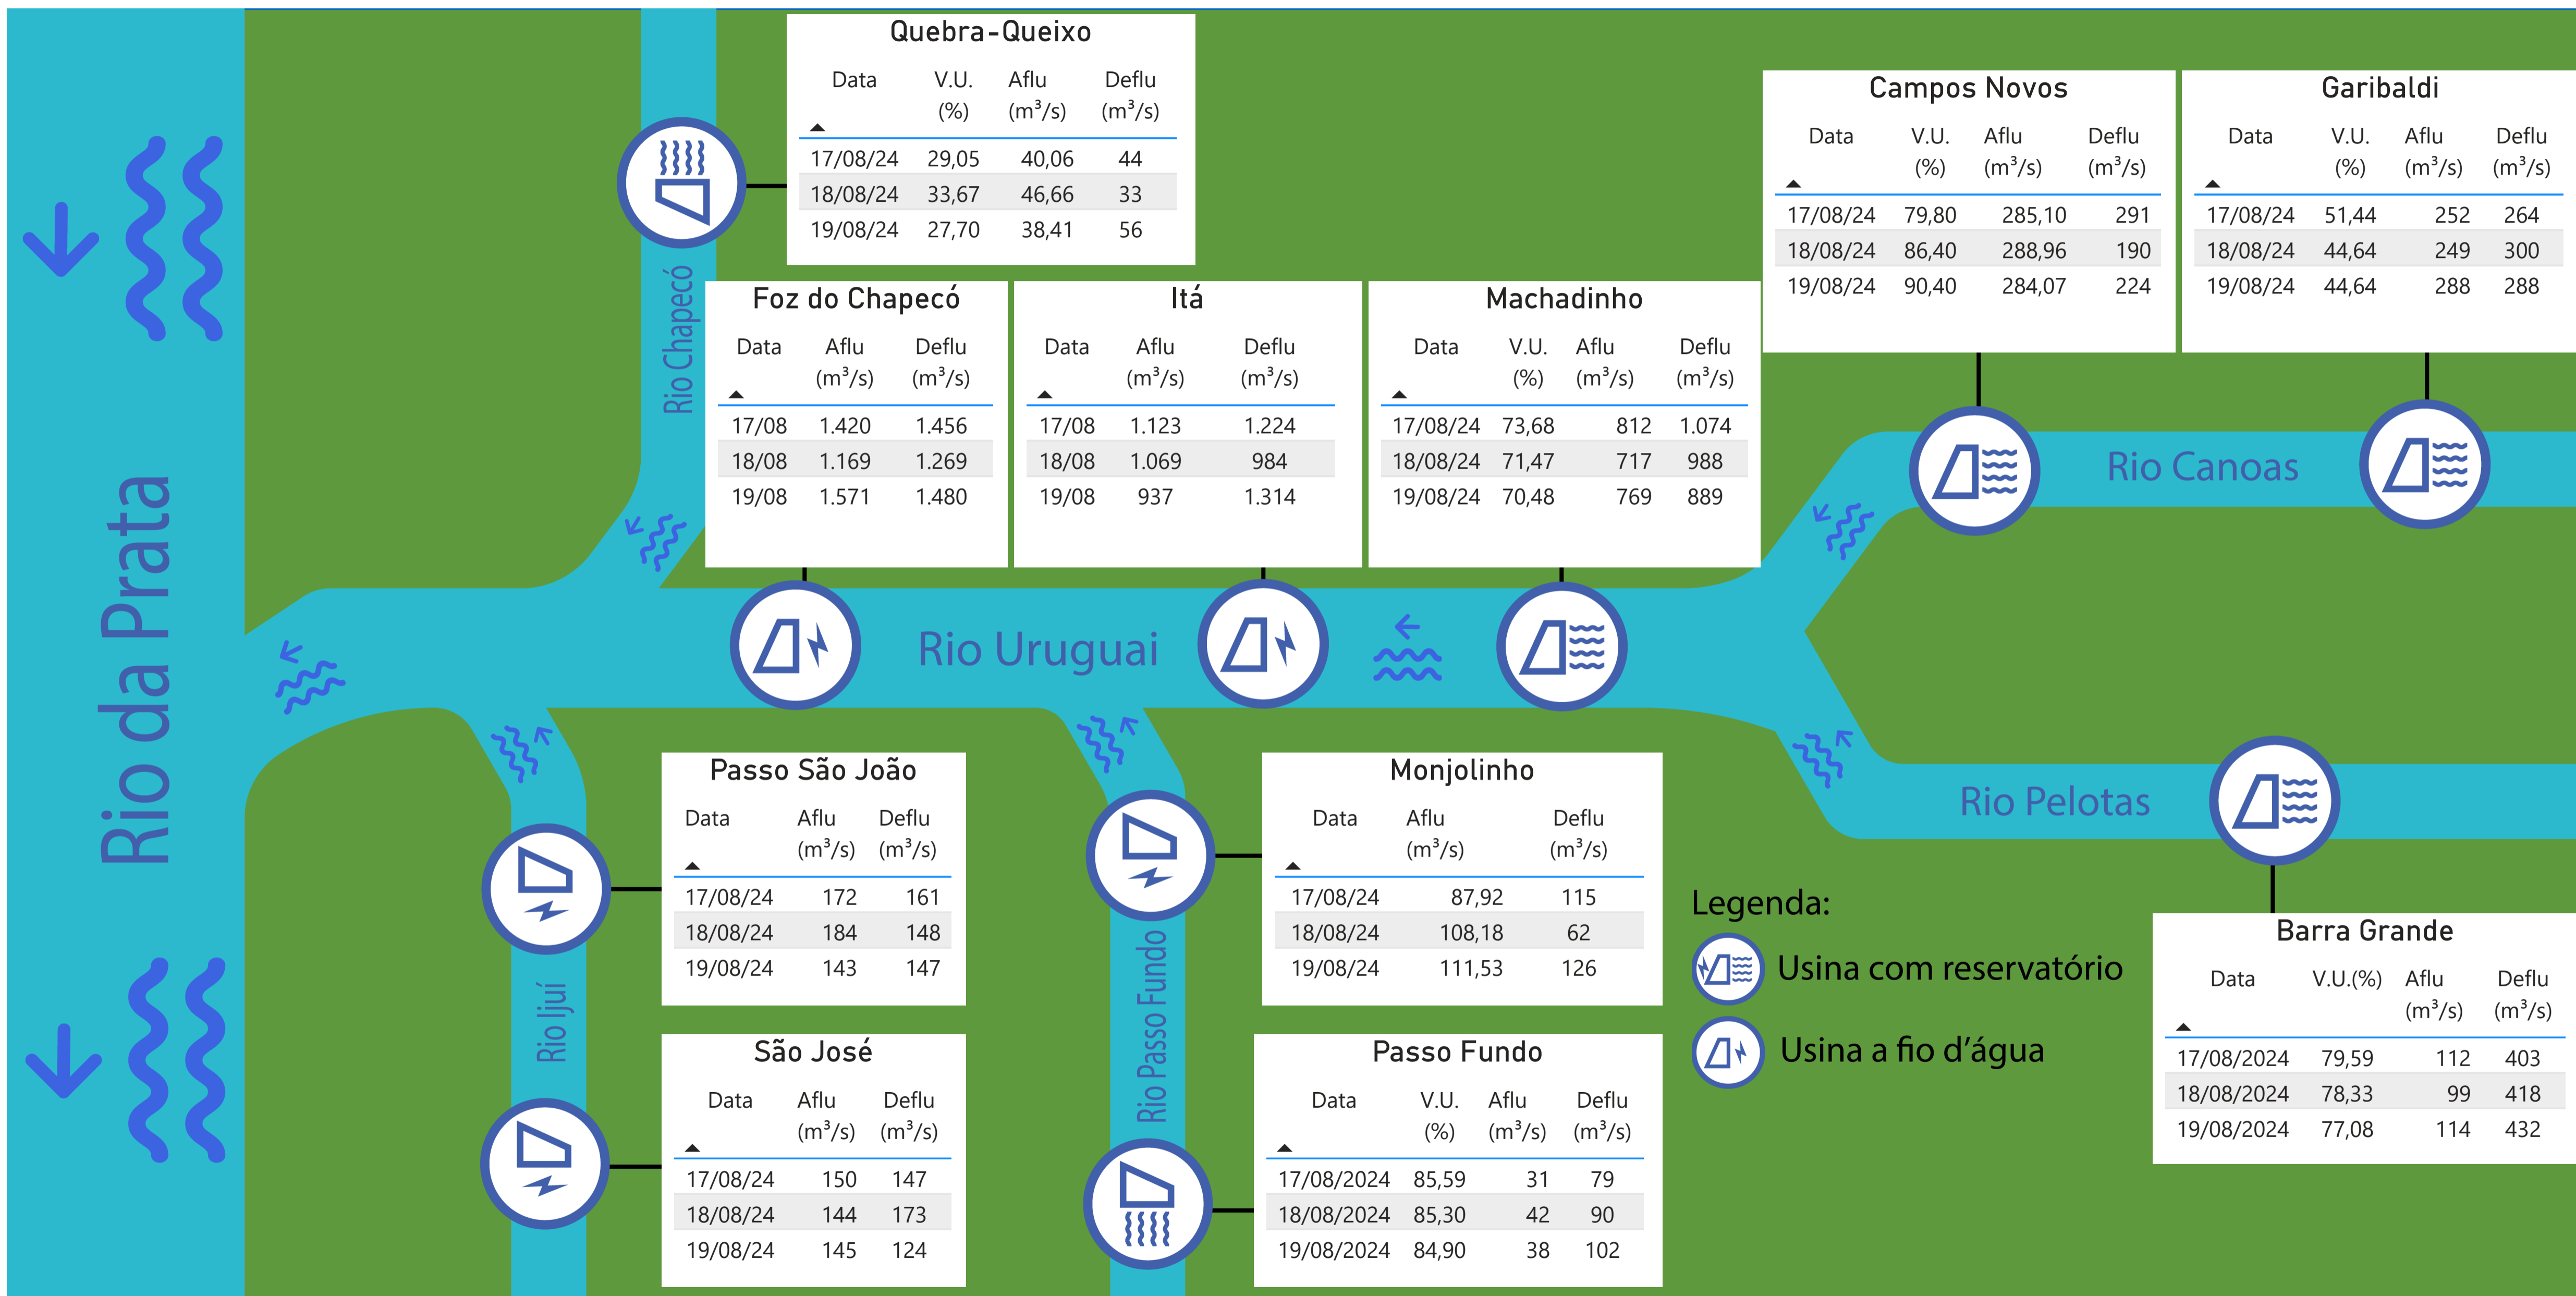 Quebra-Queixo
Data V.U. (%) Aflu (m³/s) Deflu (m³/s)
17/08/24 29,05 40,06 44
18/08/24 33,67 46,66 33
19/08/24 27,70 38,41 56
Campos Novos
Data V.U. (%) Aflu (m³/s) Deflu (m³/s)
17/08/24 79,80 285,10 291
18/08/24 86,40 288,96 190
19/08/24 90,40 284,07 224
Garibaldi
Data V.U. (%) Aflu (m³/s) Deflu (m³/s)
17/08/24 51,44 252 264
18/08/24 44,64 249 300
19/08/24 44,64 288 288
Rio Chapecó
Foz do Chapecó
Data Aflu (m³/s) Deflu (m³/s)
17/08 1.420 1.456
18/08 1.169 1.269
19/08 1.571 1.480
Itá
Data Aflu (m³/s) Deflu (m³/s)
17/08 1.123 1.224
18/08 1.069 984
19/08 937 1.314
Machadinho
Data V.U. (%) Aflu (m³/s) Deflu (m³/s)
17/08/24 73,68 812 1.074
18/08/24 71,47 717 988
19/08/24 70,48 769 889
Rio Canoas
Rio da Prata
Rio Uruguai
Rio Pelotas
Passo São João
Data Aflu (m³/s) Deflu (m³/s)
17/08/24 172 161
18/08/24 184 148
19/08/24 143 147
Monjolinho
Data Aflu (m³/s) Deflu (m³/s)
17/08/24 87,92 115
18/08/24 108,18 62
19/08/24 111,53 126
Legenda:
Usina com reservatório
Usina a fio d'água
Barra Grande
Data V.U.(%) Aflu (m³/s) Deflu (m³/s)
17/08/2024 79,59 112 403
18/08/2024 78,33 99 418
19/08/2024 77,08 114 432
Rio Ijuí
São José
Data Aflu (m³/s) Deflu (m³/s)
17/08/24 150 147
18/08/24 144 173
19/08/24 145 124
Rio Passo Fundo
Passo Fundo
Data V.U. (%) Aflu (m³/s) Deflu (m³/s)
17/08/2024 85,59 31 79
18/08/2024 85,30 42 90
19/08/2024 84,90 38 102